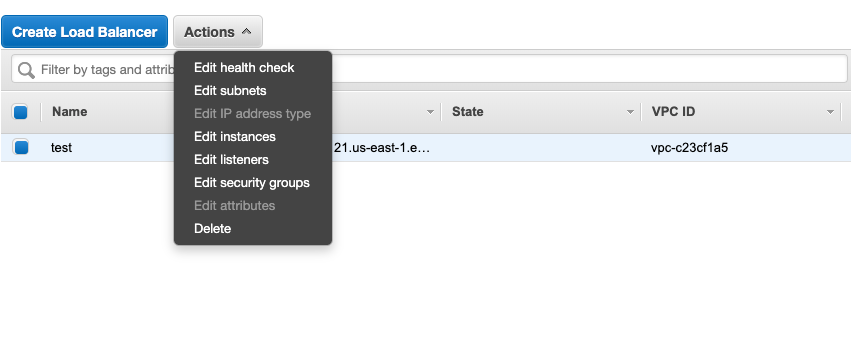 Create Load Balancer Actions
Filter by tags and attrib
Edit health check
Edit subnets
Edit IP address type
Edit instances
Edit listeners
Edit security groups
Edit attributes
Delete
Name State VPC ID
test 21.us-east-1.e… vpc-c23cf1a5